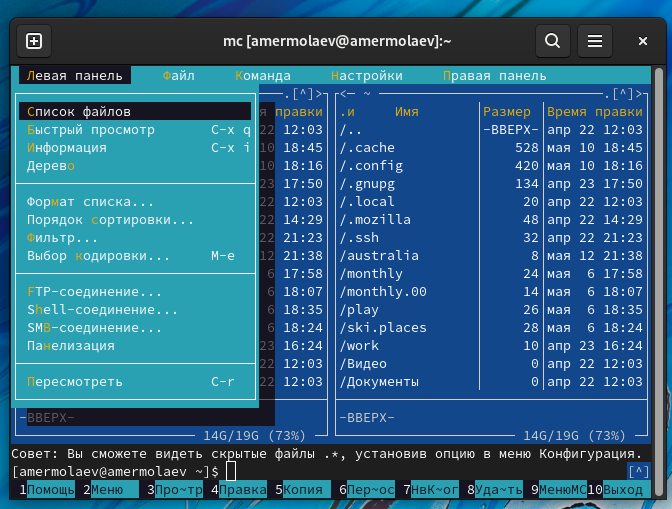 mc [amermolaev@amermolaev]:~
Левая панель Файл Команда Настройки Правая панель
.[^]> <─ ~ .[^]>
Список файлов я правки .и Имя Размер Время правки
Быстрый просмотр C-x q 22 12:03 /.. -ВВЕРХ- апр 22 12:03
Информация C-x i 10 18:45 /.cache 528 мая 10 18:45
Дерево 10 18:16 /.config 420 мая 10 18:16
23 17:50 /.gnupg 134 апр 23 17:50
Формат списка... 22 12:03 /.local 20 апр 22 12:03
Порядок сортировки... 22 14:29 /.mozilla 48 апр 22 14:29
Фильтр... 22 21:23 /.ssh 32 апр 22 21:23
Выбор кодировки... M-e 12 21:38 /australia 8 мая 12 21:38
6 17:58 /monthly 24 мая 6 17:58
FTP-соединение... 6 18:07 /monthly.00 14 мая 6 18:07
Shell-соединение... 6 18:35 /play 26 мая 6 18:35
SMB-соединение... 6 18:24 /ski.places 28 мая 6 18:24
Панелизация 23 16:24 /work 10 апр 23 16:24
22 12:03 /Видео 0 апр 22 12:03
Пересмотреть C-r 22 12:03 /Документы 0 апр 22 12:03
-ВВЕРХ- -ВВЕРХ-
14G/19G (73%) 14G/19G (73%)
Совет: Вы сможете видеть скрытые файлы .*, установив опцию в меню Конфигурация.
[amermolaev@amermolaev ~]$ [^]
1Помощь 2Меню 3Про~тр 4Правка 5Копия 6Пер~ос 7НвК~ог 8Уда~ть 9МенюMC 10Выход